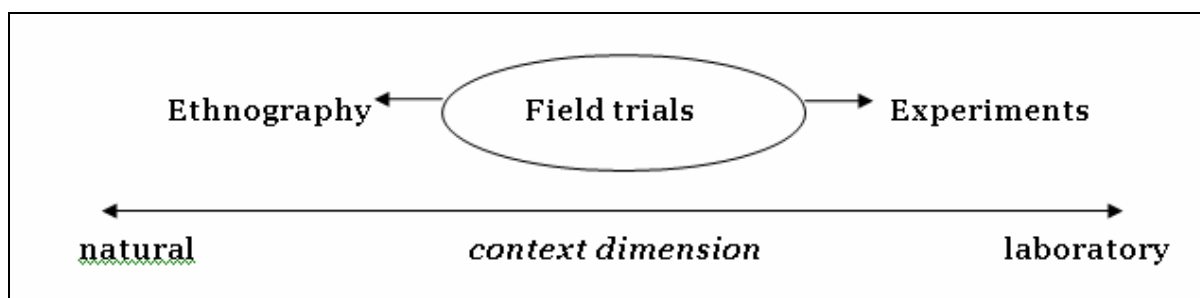 Ethnography Field trials Experiments
natural context dimension laboratory